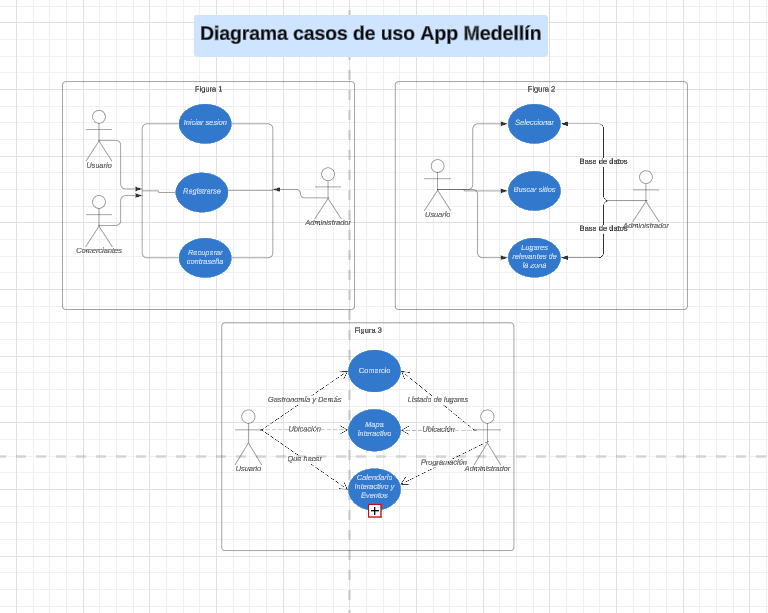 Diagrama casos de uso App Medellín
Figura 1
Iniciar sesion
Usuario
Registrarse
Administrador
Comerciantes
Recuperar
contraseña
Figura 2
Seleccionar
Base de datos
Buscar sitios
Usuario
Administrador
Base de datos
Lugares
relevantes de
la zona
Figura 3
Comercio
Gastronomía y Demás
Listado de lugares
Mapa
Interactivo
Ubicación
Ubicación
Que hacer
Programación
Usuario
Administrador
Calendario
Interactivo y
Eventos